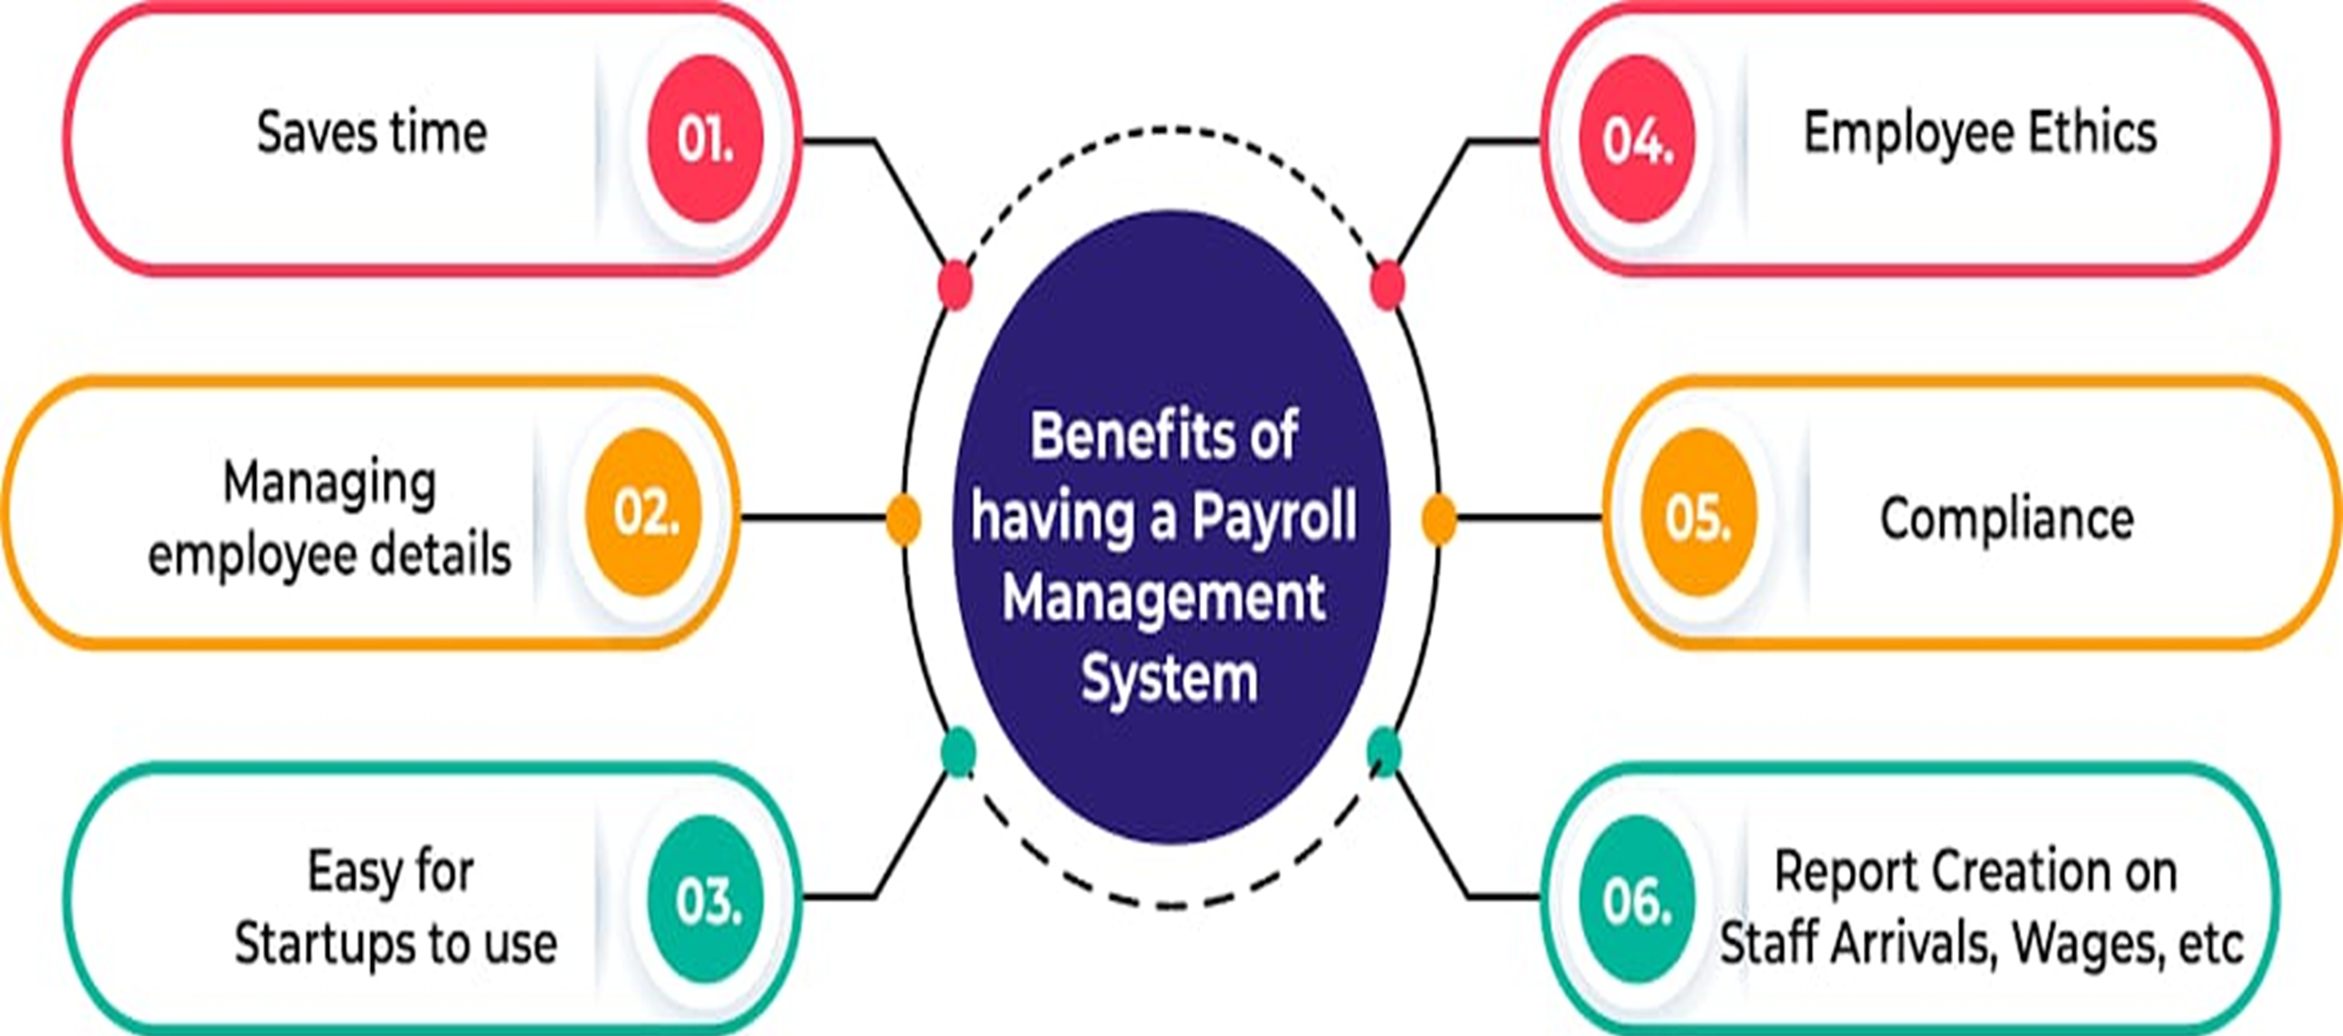 Saves time
01.
Managing
employee details
02.
Easy for
Startups to use
03.
Benefits of
having a Payroll
Management
System
04.
Employee Ethics
05.
Compliance
06.
Report Creation on
Staff Arrivals, Wages, etc